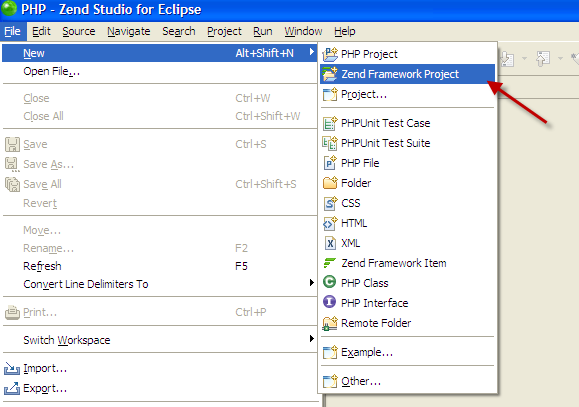 PHP - Zend Studio for Eclipse
File Edit Source Navigate Search Project Run Window Help
New Alt+Shift+N
Open File...
Close Ctrl+W
Close All Ctrl+Shift+W
Save Ctrl+S
Save As...
Save All Ctrl+Shift+S
Revert
Move...
Rename... F2
Refresh F5
Convert Line Delimiters To
Print... Ctrl+P
Switch Workspace
Import...
Export...
PHP Project
Zend Framework Project
Project...
PHPUnit Test Case
PHPUnit Test Suite
PHP File
Folder
CSS
HTML
XML
Zend Framework Item
PHP Class
PHP Interface
Remote Folder
Example...
Other...